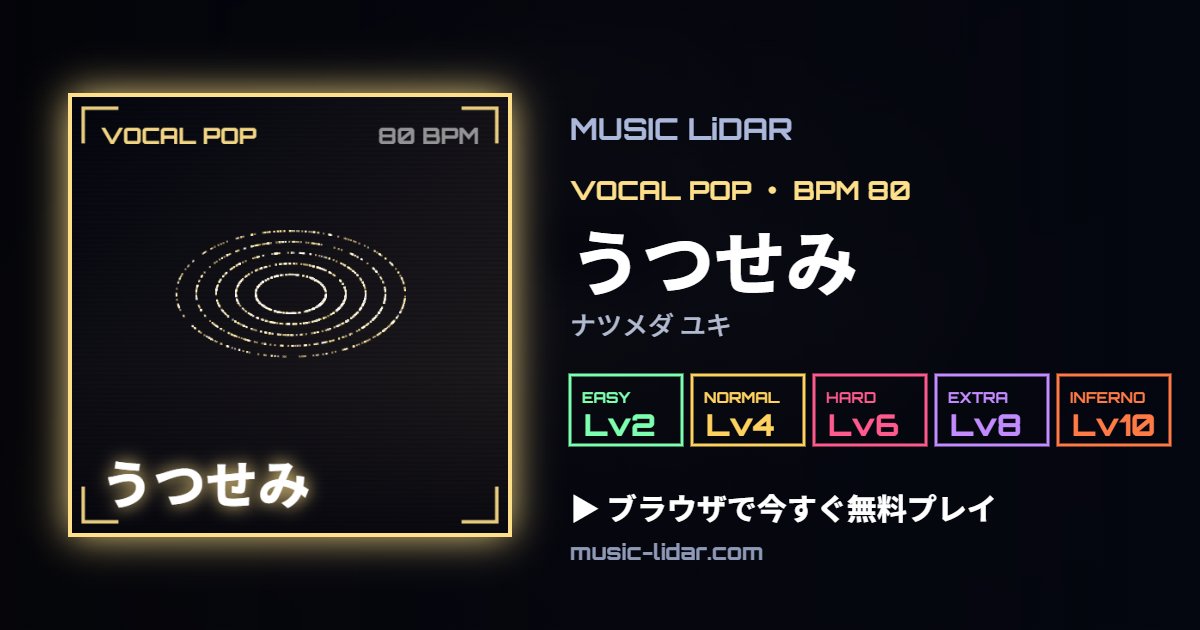 VOCAL POP
80 BPM
うつせみ
MUSIC LiDAR
VOCAL POP・BPM 80
うつせみ
ナツメダ ユキ
EASY
Lv2
NORMAL
Lv4
HARD
Lv6
EXTRA
Lv8
INFERNO
Lv10
▶ ブラウザで今すぐ無料プレイ
music-lidar.com